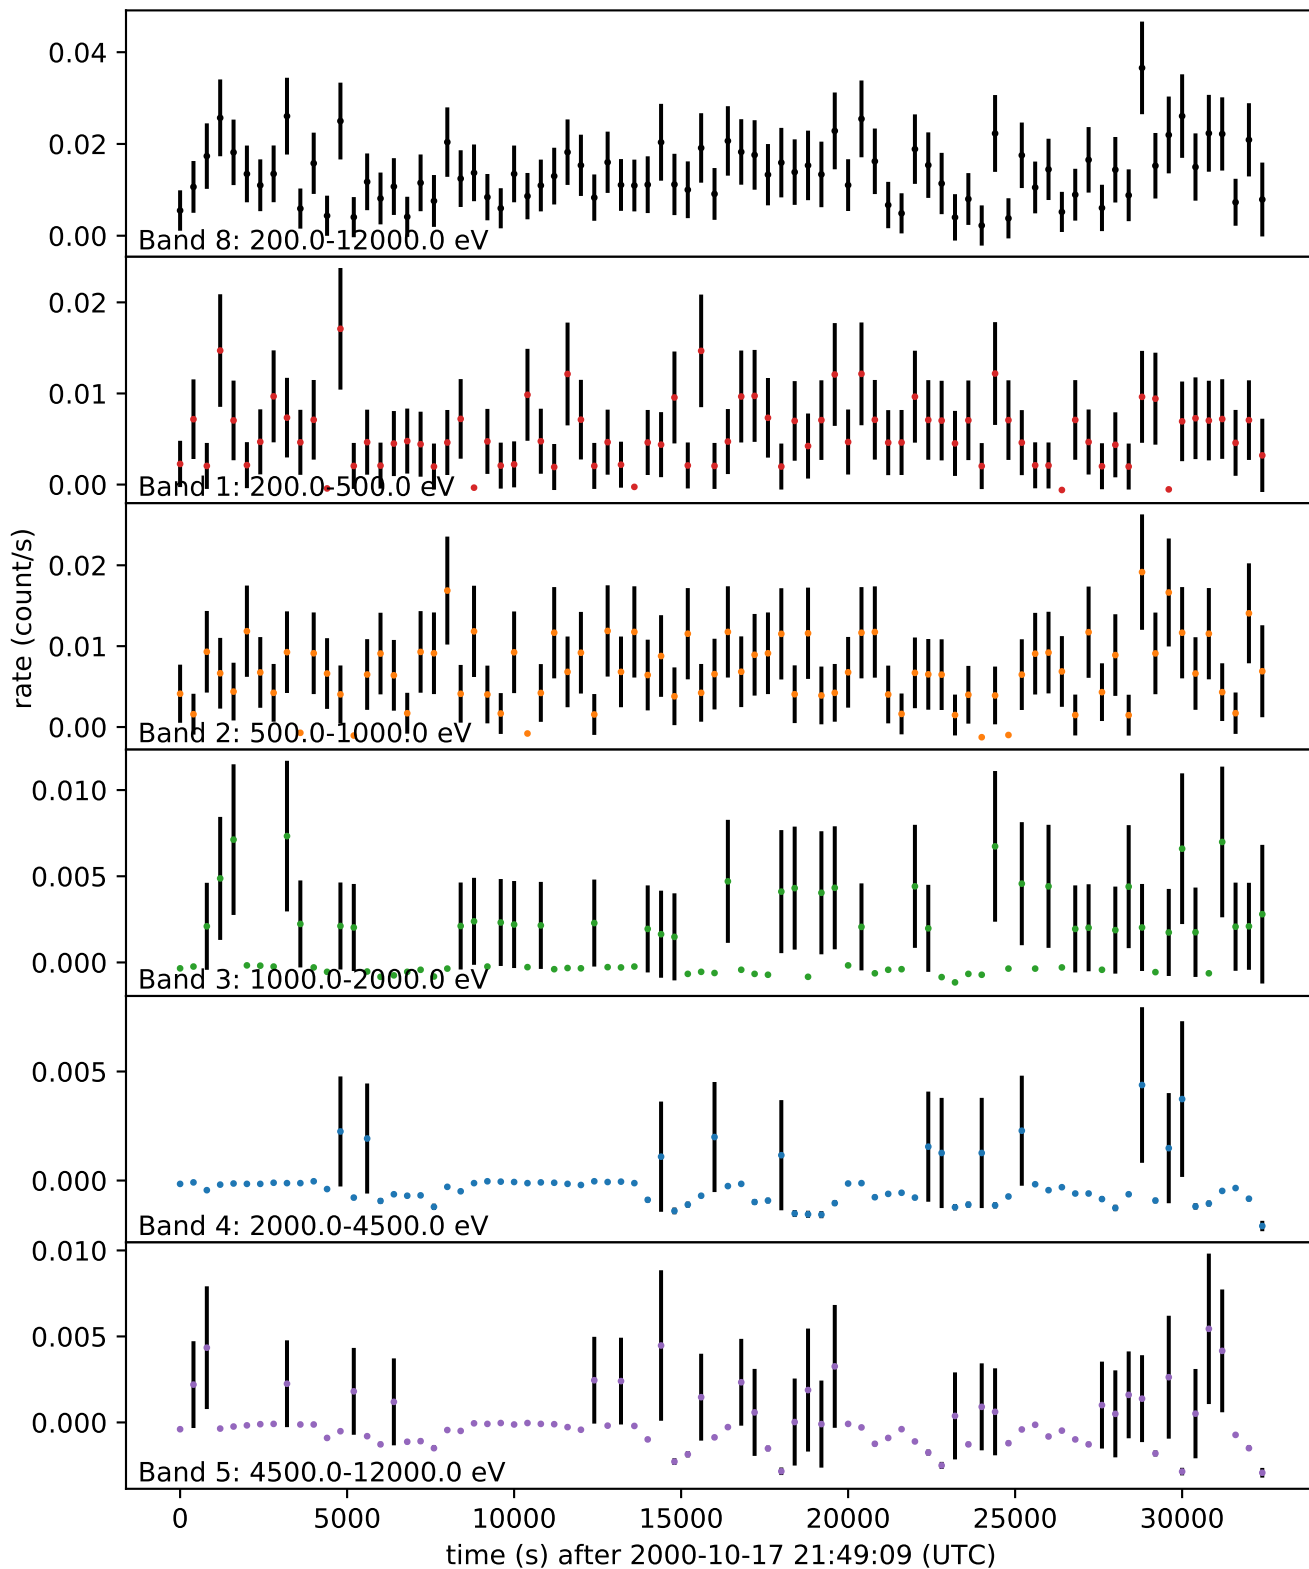 0.04
0.02
0.00
Band 8: 200.0-12000.0 eV
0.02
0.01
0.00
Band 1: 200.0-500.0 eV
rate (count/s)
0.02
0.01
0.00
Band 2: 500.0-1000.0 eV
0.010
0.005
0.000
Band 3: 1000.0-2000.0 eV
0.005
0.000
Band 4: 2000.0-4500.0 eV
0.010
0.005
0.000
Band 5: 4500.0-12000.0 eV
0 5000 10000 15000 20000 25000 30000
time (s) after 2000-10-17 21:49:09 (UTC)